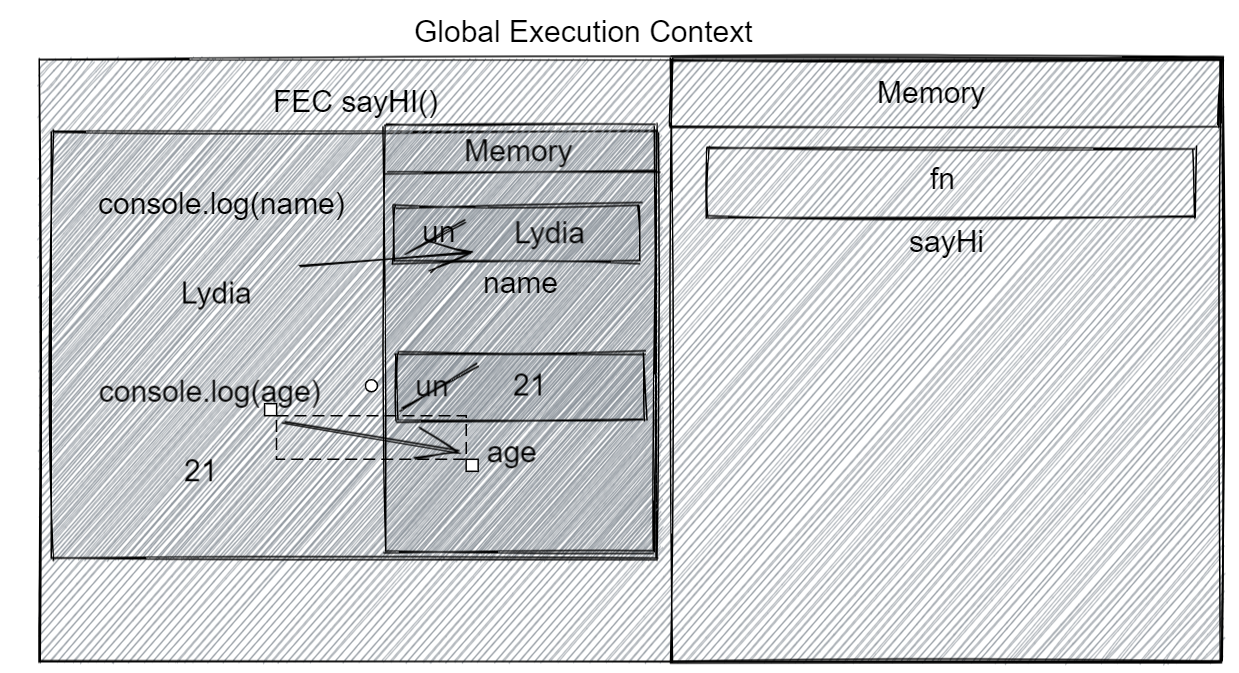 Global Execution Context
FEC sayHI()
Memory
console.log(name)
un Lydia
name
Lydia
console.log(age)
un 21
age
21
Memory
fn
sayHi